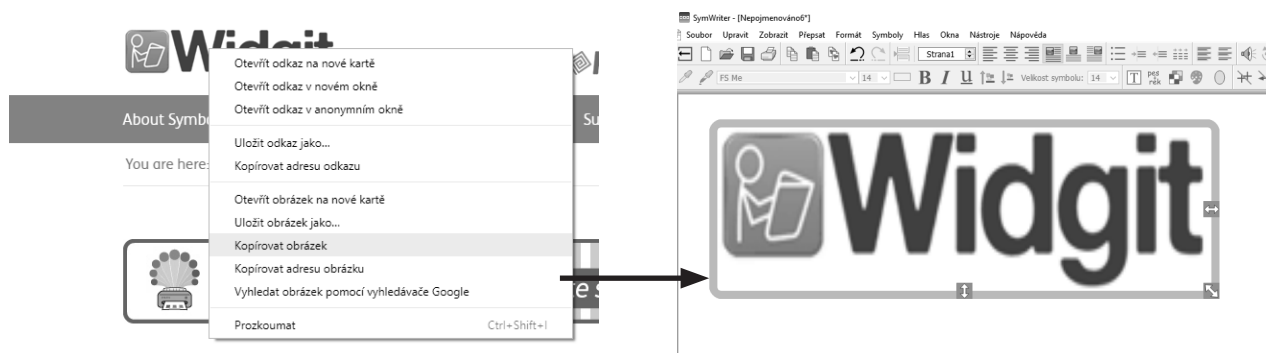 Widgit
About Symb
Su
You are here:
Otevřít odkaz na nové kartě
Otevřít odkaz v novém okně
Otevřít odkaz v anonymním okně
Uložit odkaz jako...
Kopírovat adresu odkazu
Otevřít obrázek na nové kartě
Uložit obrázek jako...
Kopírovat obrázek
Kopírovat adresu obrázku
Vyhledat obrázek pomocí vyhledávače Google
Prozkoumat Ctrl+Shift+I
SymWriter - [Nepojmenováno6*]
Soubor Upravit Zobrazit Přepsat Formát Symboly Hlas Okna Nástroje Nápověda
Strana1
FS Me 14 B I U Velikost symbolu: 14 T pes rék
Widgit